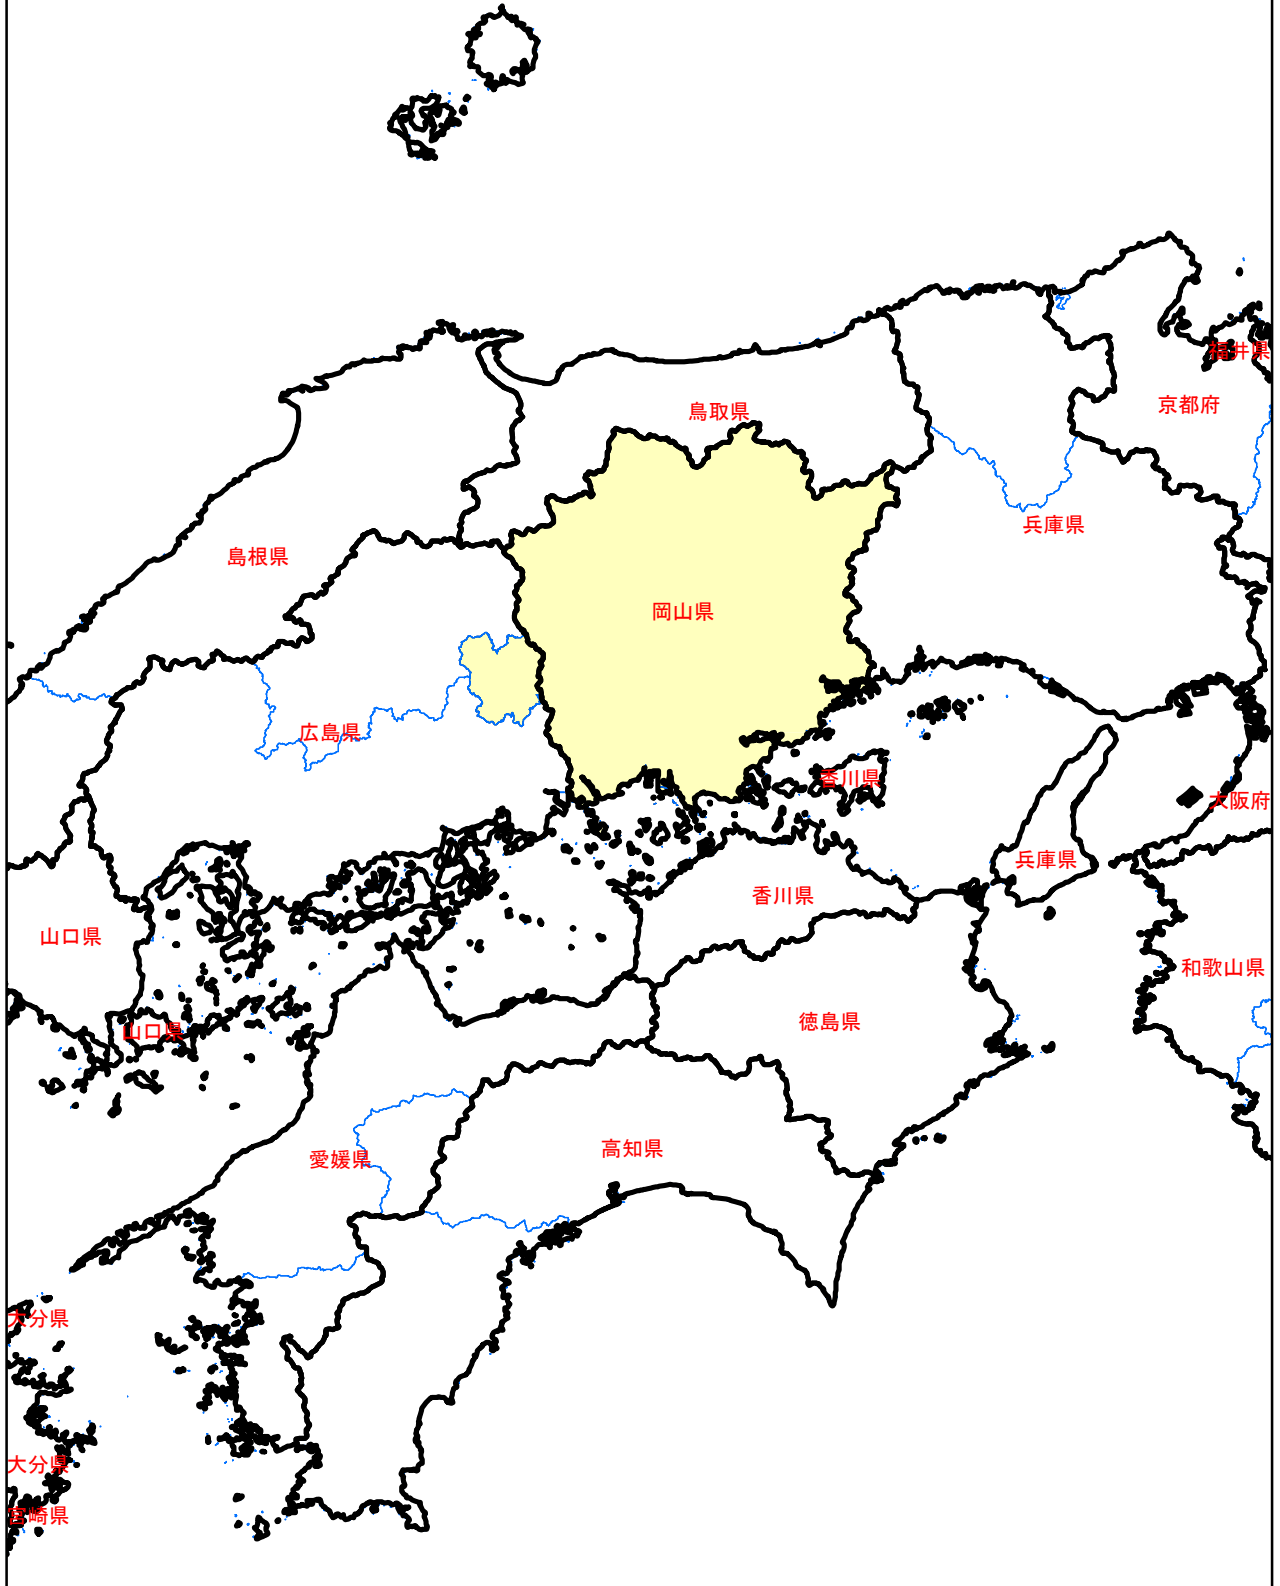 福井県
京都府
鳥取県
兵庫県
島根県
岡山県
広島県
香川県
大阪府
兵庫県
香川県
山口県
和歌山県
徳島県
山口県
高知県
愛媛県
大分県
大分県
宮崎県